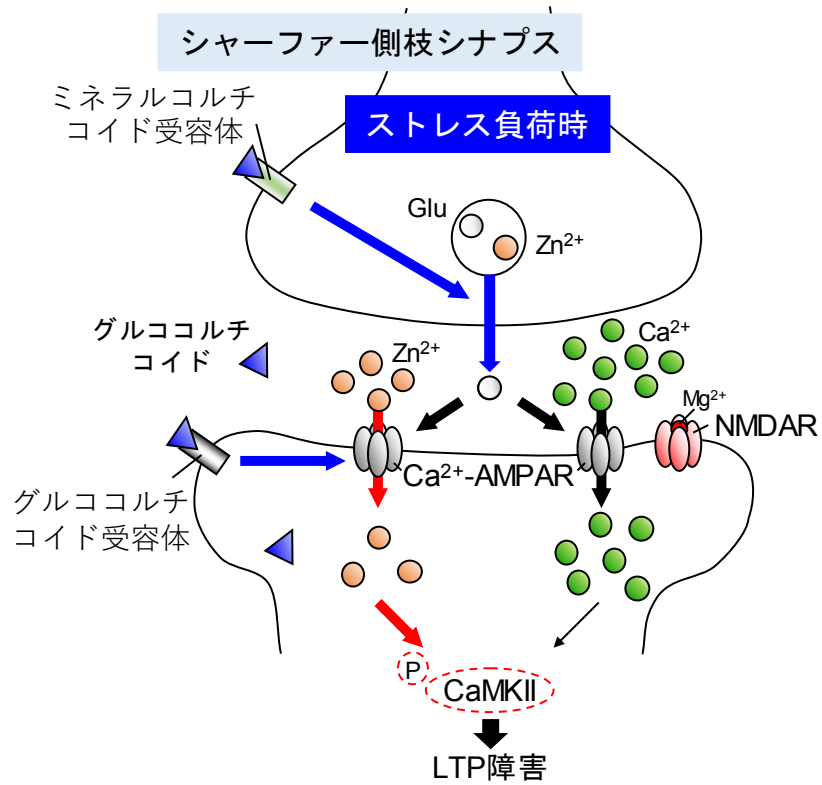 シャーファー側枝シナプス
ミネラルコルチ
コイド受容体
ストレス負荷時
Glu
Zn²⁺
グルココルチ
コイド
Zn²⁺
Ca²⁺
Mg²⁺
NMDAR
Ca²⁺-AMPAR
グルココルチ
コイド受容体
P
CaMKII
LTP障害